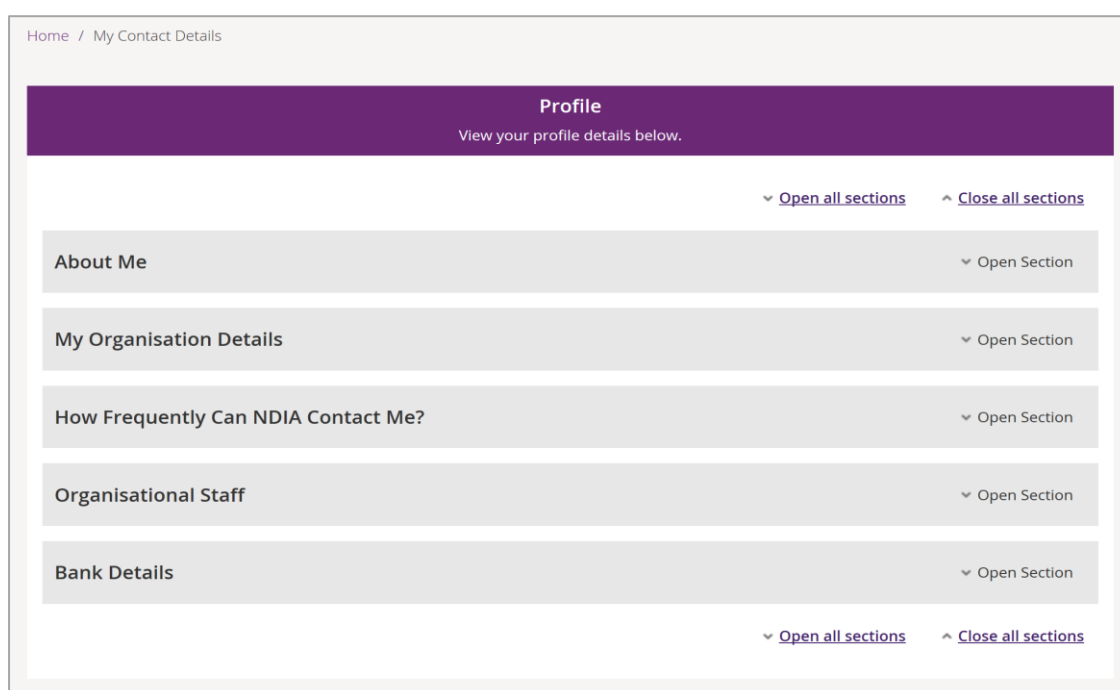 Home / My Contact Details
Profile
View your profile details below.
Open all sections Close all sections
About Me Open Section
My Organisation Details Open Section
How Frequently Can NDIA Contact Me? Open Section
Organisational Staff Open Section
Bank Details Open Section
Open all sections Close all sections